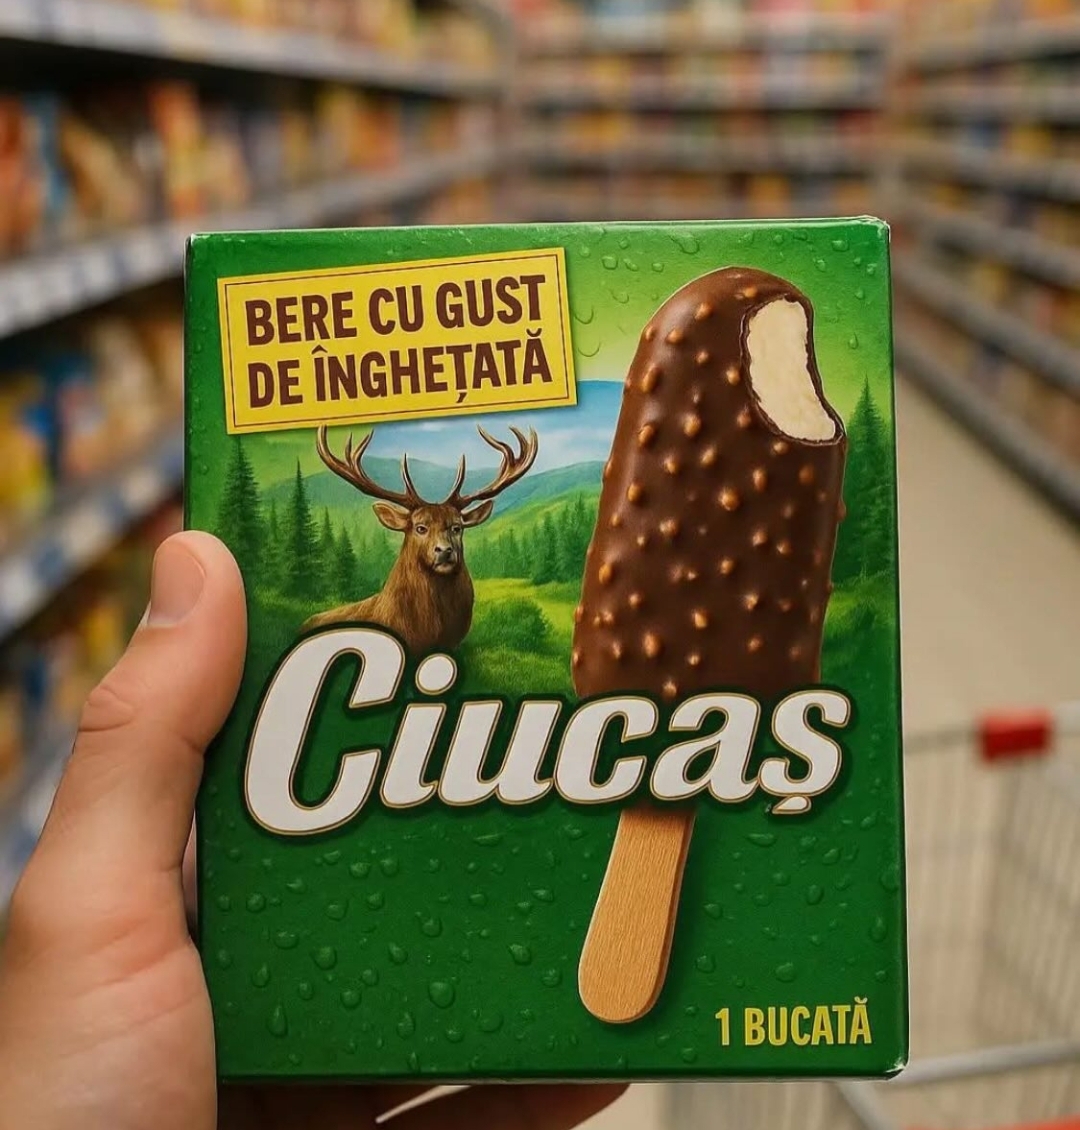 BERE CU GUST
DE ÎNGHEȚATĂ
Ciucaș
1 BUCATĂ